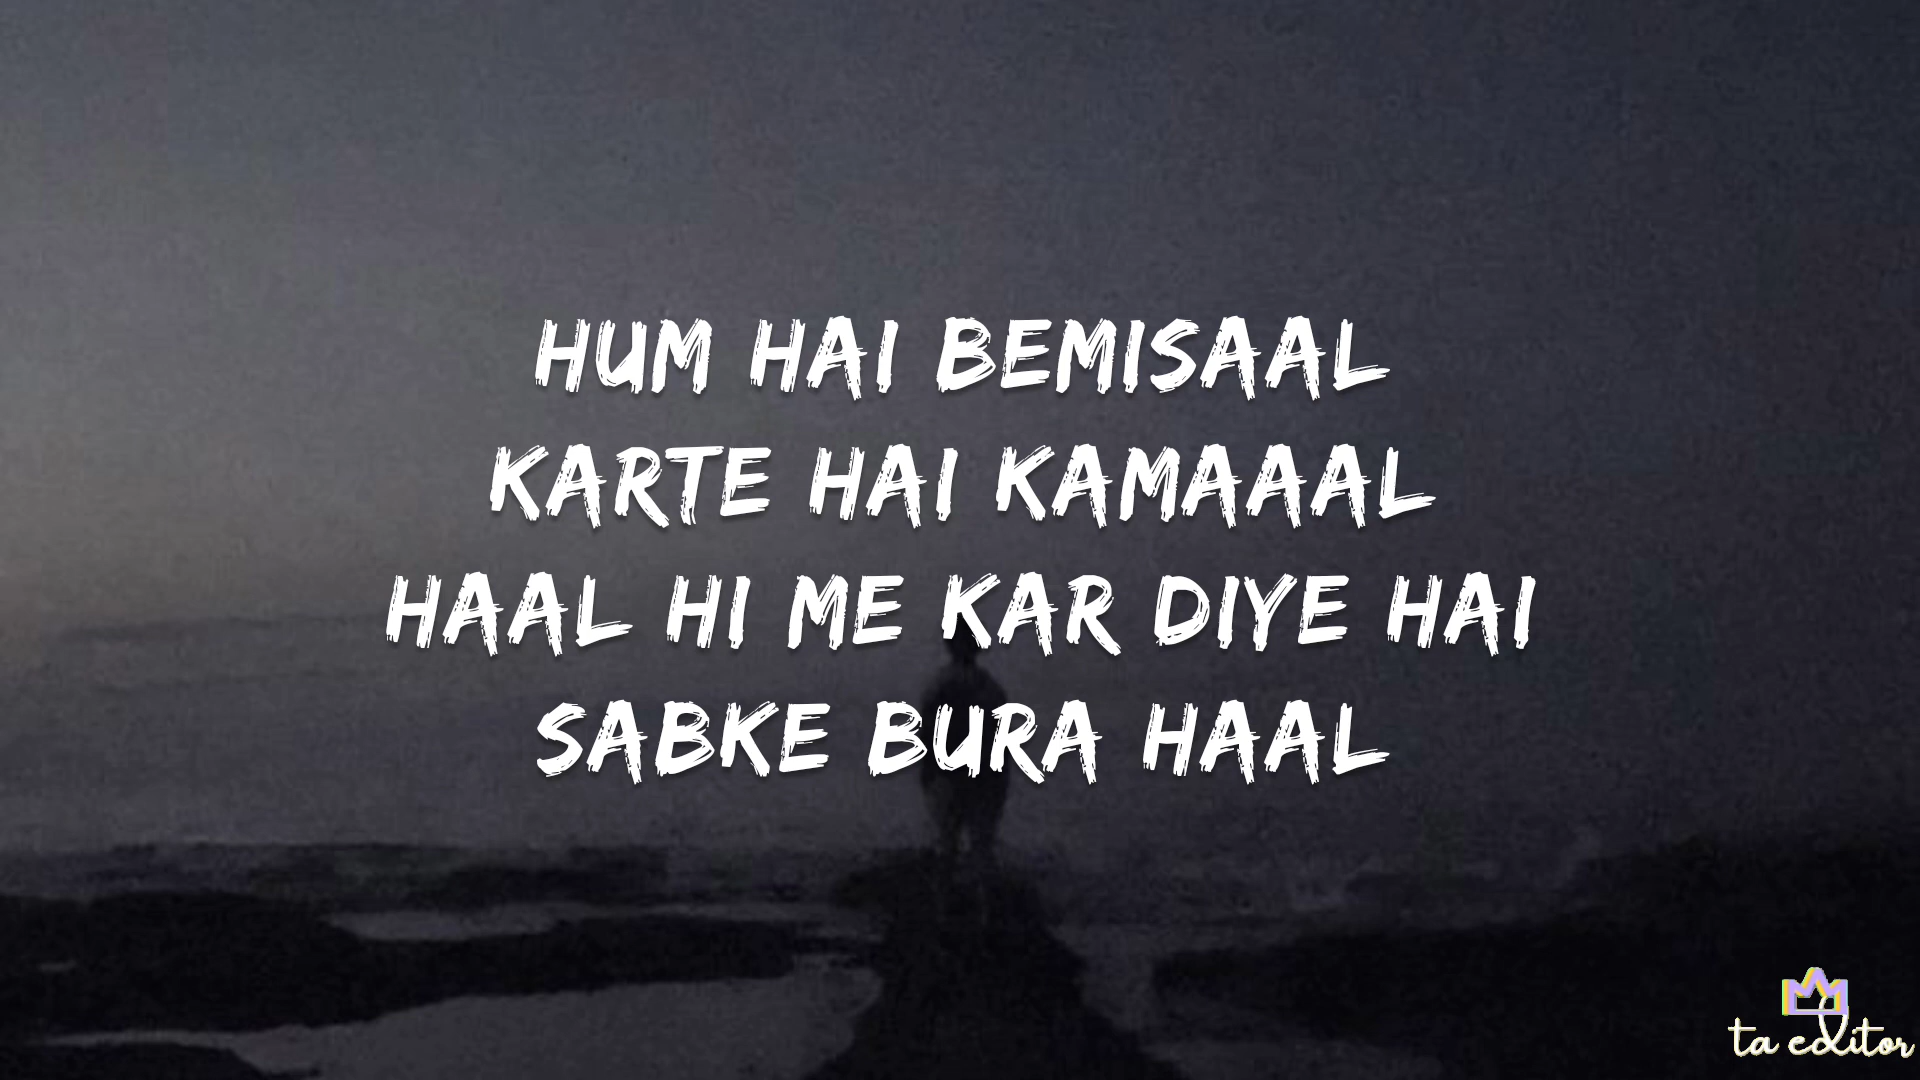 HUM HAI BEMISAAL
KARTE HAI KAMAAAL
HAAL HI ME KAR DIYE HAI
SABKE BURA HAAL
ta editor